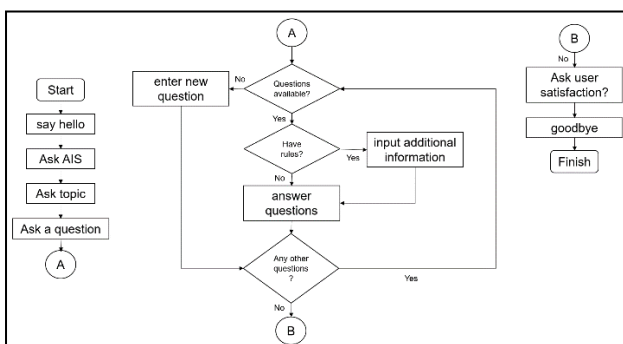 Start
say hello
Ask AIS
Ask topic
Ask a question
A
A
Questions
available?
No
enter new
question
Yes
Have
rules?
Yes
input additional
information
No
answer
questions
Any other
questions
?
Yes
No
B
B
No
Ask user
satisfaction?
goodbye
Finish